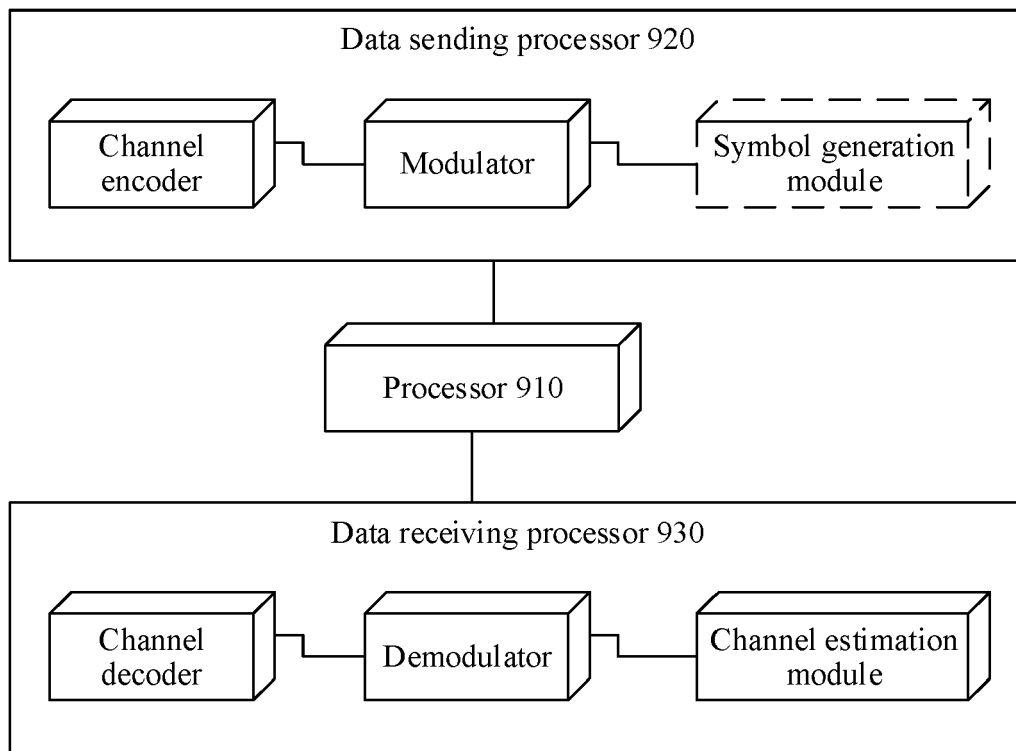 Data sending processor 920
Channel
encoder
Modulator
Symbol generation
module
Processor 910
Data receiving processor 930
Channel
decoder
Demodulator
Channel estimation
module